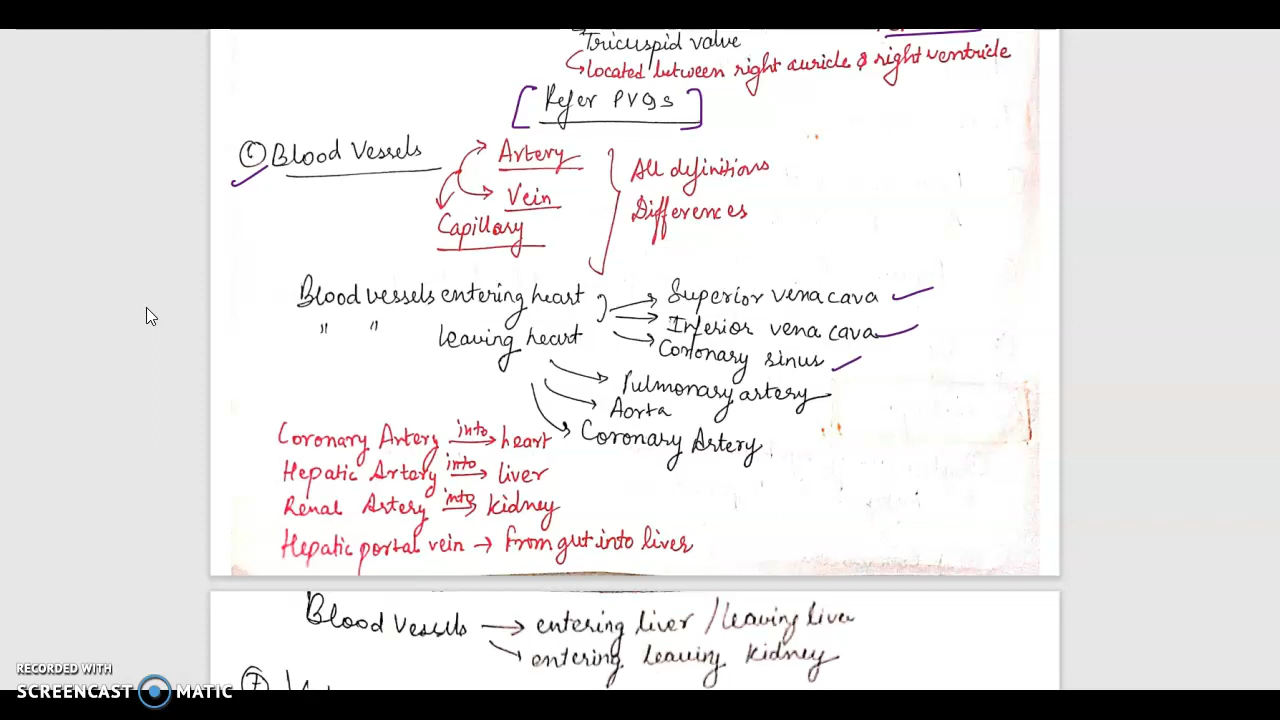 Tricuspid valve
located between right auricle & right ventricle
[Refer PVQs]
Blood Vessels
Artery
Vein
Capillary
All definitions
Differences
Blood vessels entering heart
" " leaving heart
Superior vena cava
Inferior vena cava
Coronary sinus
Pulmonary artery
Aorta
Coronary Artery
Coronary Artery into heart
Hepatic Artery into liver
Renal Artery into kidney
Hepatic portal vein → From gut into liver
Blood Vessels → entering liver / leaving liver
entering leaving kidney
RECORDED WITH
SCREENCAST MATIC